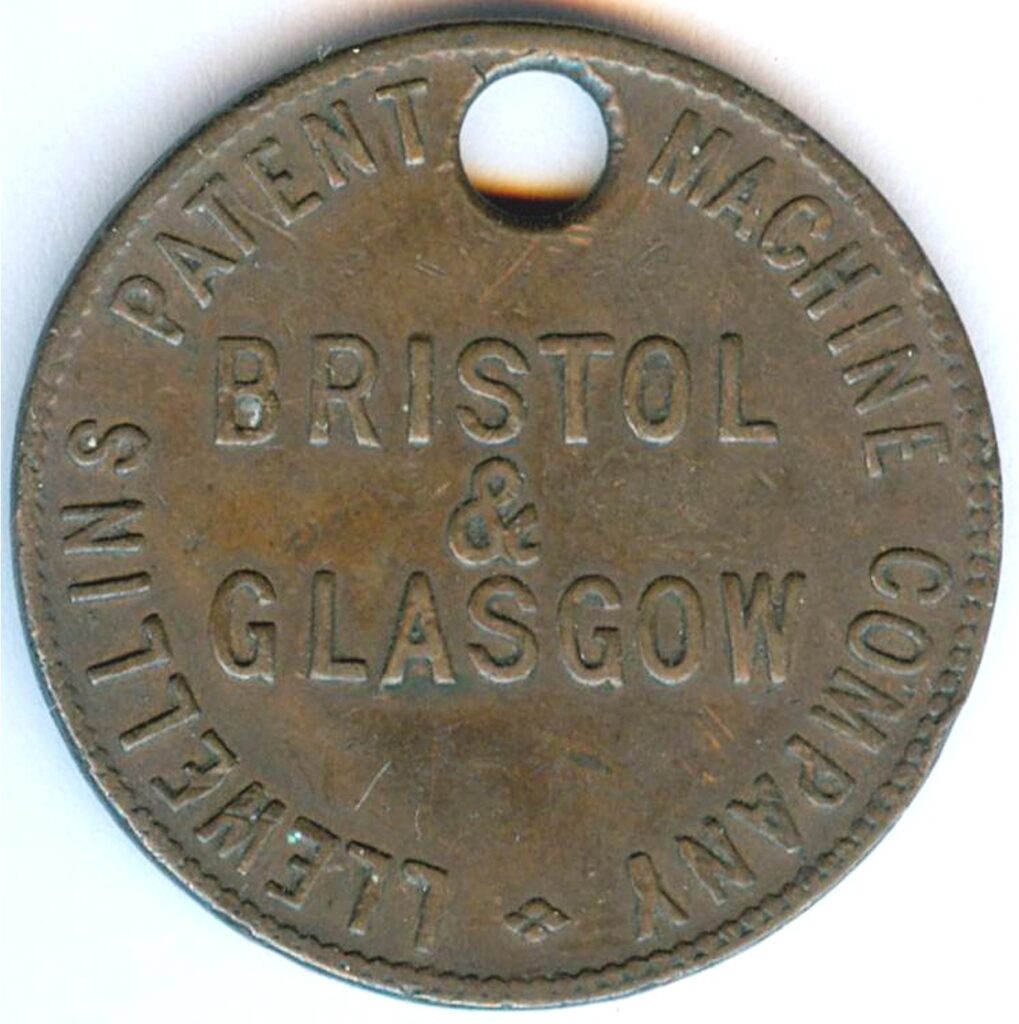 LLEWELLINS PATENT MACHINE COMPANY
BRISTOL
&
GLASGOW